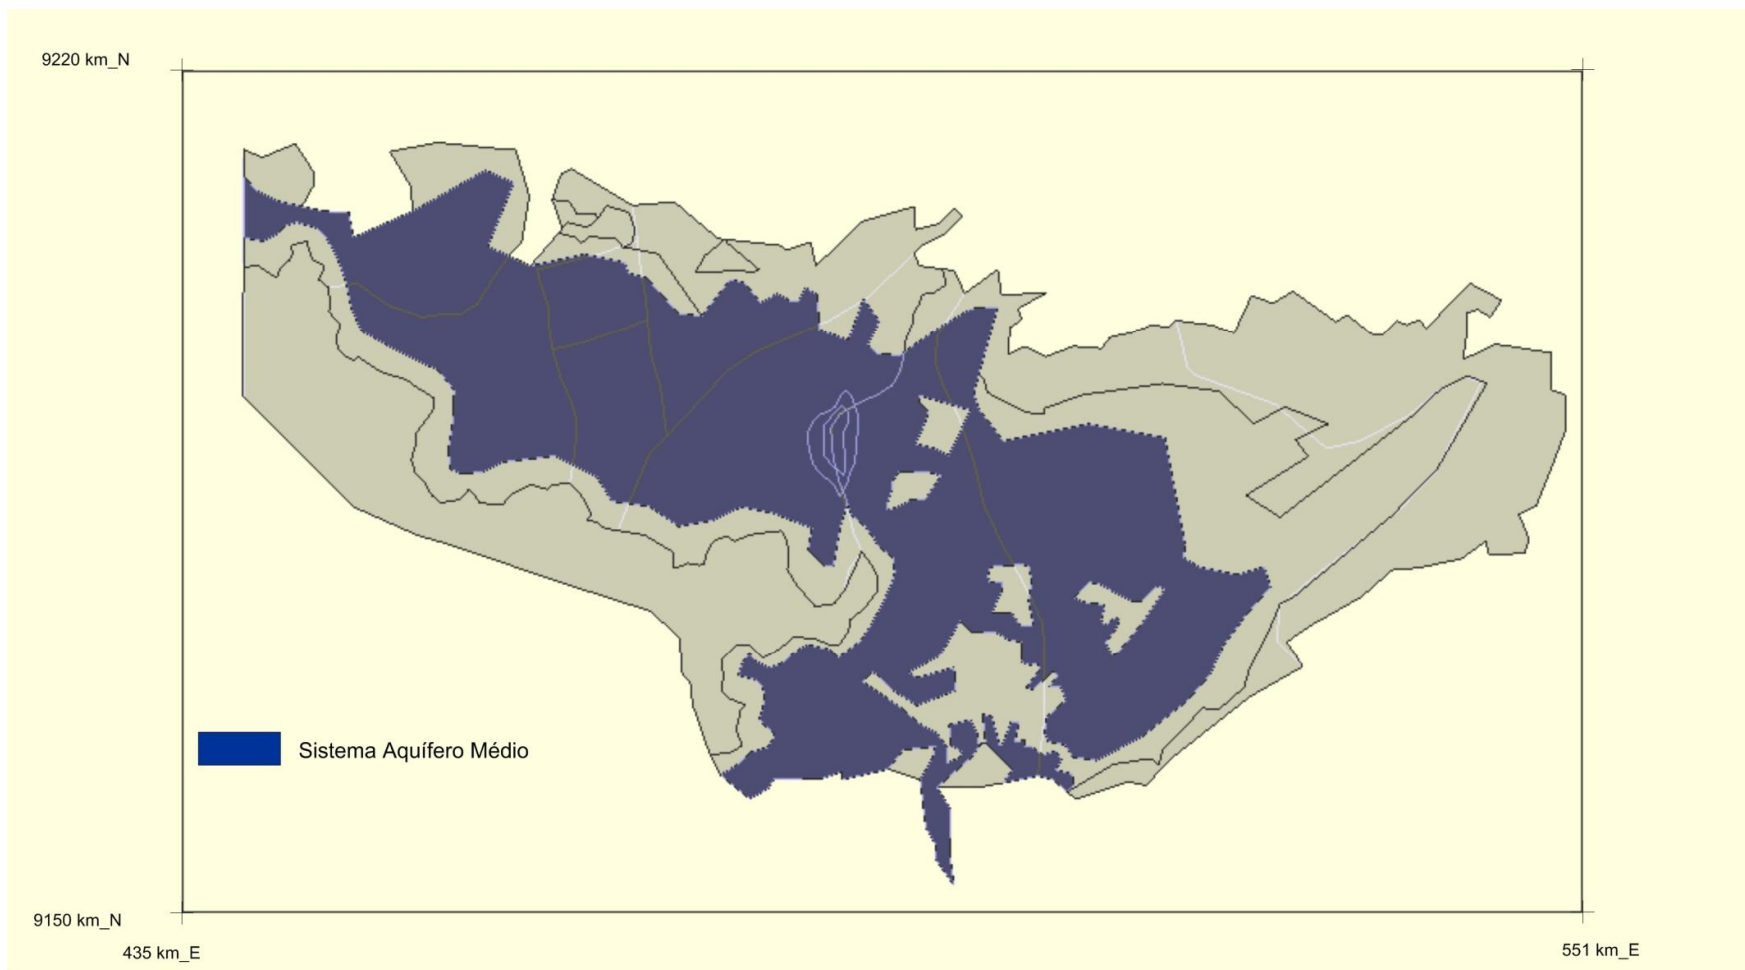 9220 km_N
Sistema Aquífero Médio
9150 km_N
435 km_E
551 km_E